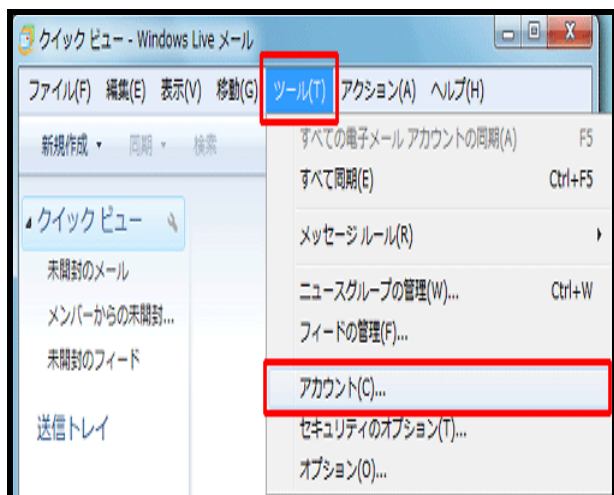 クイック ビュー - Windows Live メール
ファイル(F) 編集(E) 表示(V) 移動(G) ツール(T) アクション(A) ヘルプ(H)
新規作成 同期 検索
クイック ビュー
未開封のメール
メンバーからの未開封...
未開封のフィード
送信トレイ
すべての電子メール アカウントの同期(A) F5
すべて同期(E) Ctrl+F5
メッセージ ルール(R)
ニュースグループの管理(W)... Ctrl+W
フィードの管理(F)...
アカウント(C)...
セキュリティのオプション(T)...
オプション(O)...